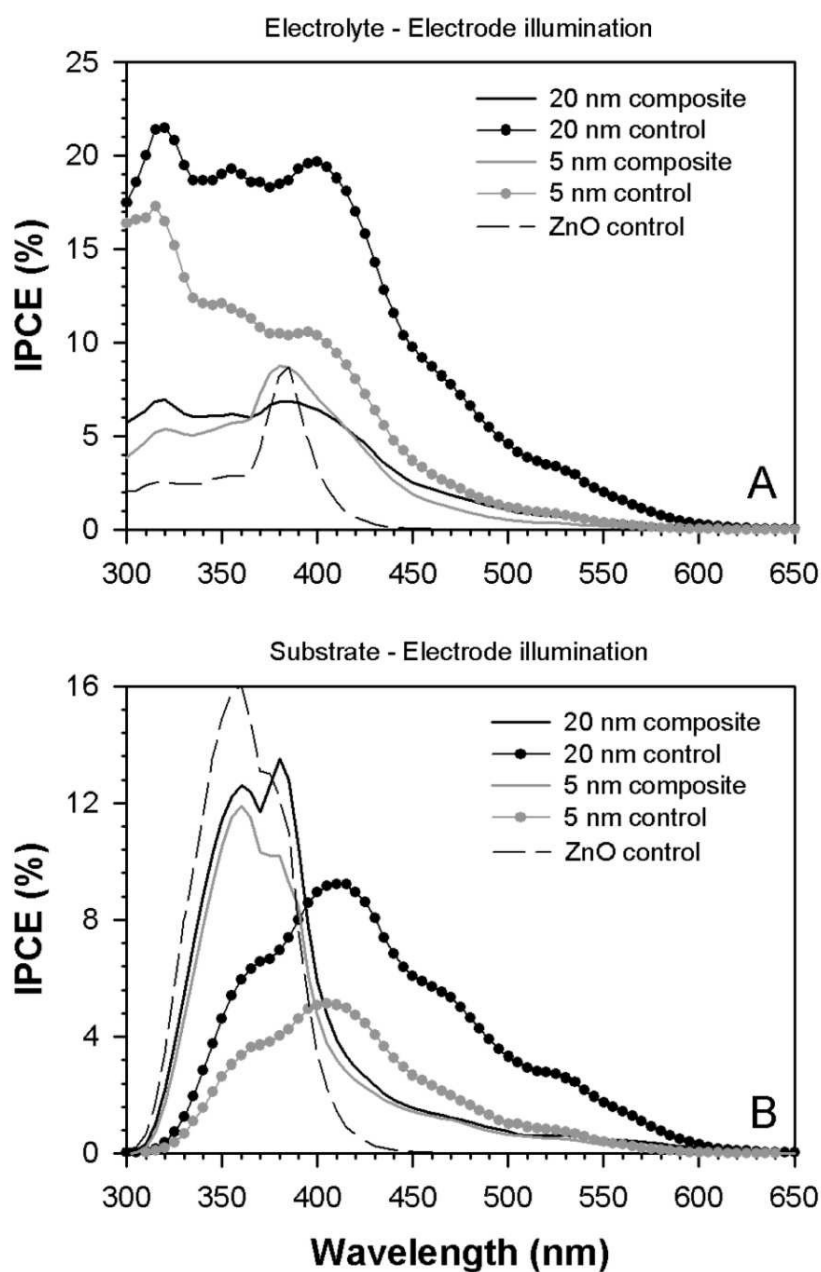 Electrolyte - Electrode illumination
25
20
15
10
5
0
IPCE (%)
20 nm composite
20 nm control
5 nm composite
5 nm control
ZnO control
A
300 350 400 450 500 550 600 650
Substrate - Electrode illumination
16
12
8
4
0
IPCE (%)
20 nm composite
20 nm control
5 nm composite
5 nm control
ZnO control
B
300 350 400 450 500 550 600 650
Wavelength (nm)